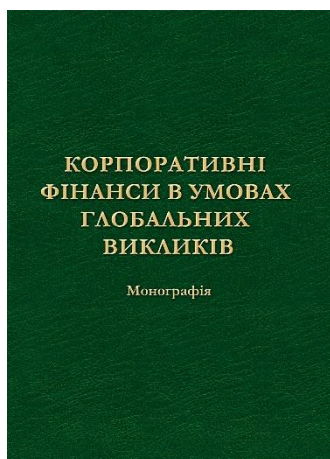 КОРПОРАТИВНІ
ФІНАНСИ В УМОВАХ
ГЛОБАЛЬНИХ
ВИКЛИКІВ
Монографія